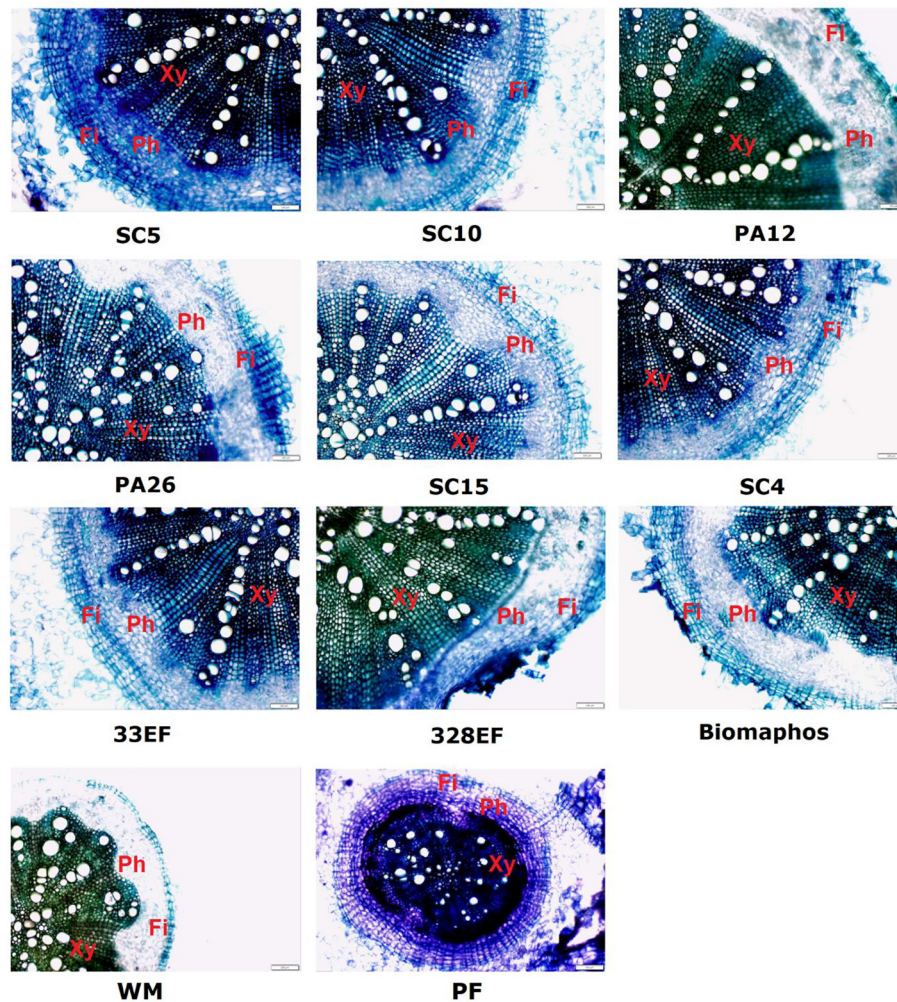 Xy
Fi
Ph
SC5
Xy
Fi
Ph
SC10
Fi
Ph
Xy
PA12
Ph
Fi
Xy
PA26
Fi
Ph
Xy
SC15
Fi
Ph
Xy
SC4
Xy
Fi
Ph
33EF
Xy
Ph
Fi
328EF
Fi
Ph
Xy
Biomaphos
Ph
Fi
Xy
WM
Fi
Ph
Xy
PF